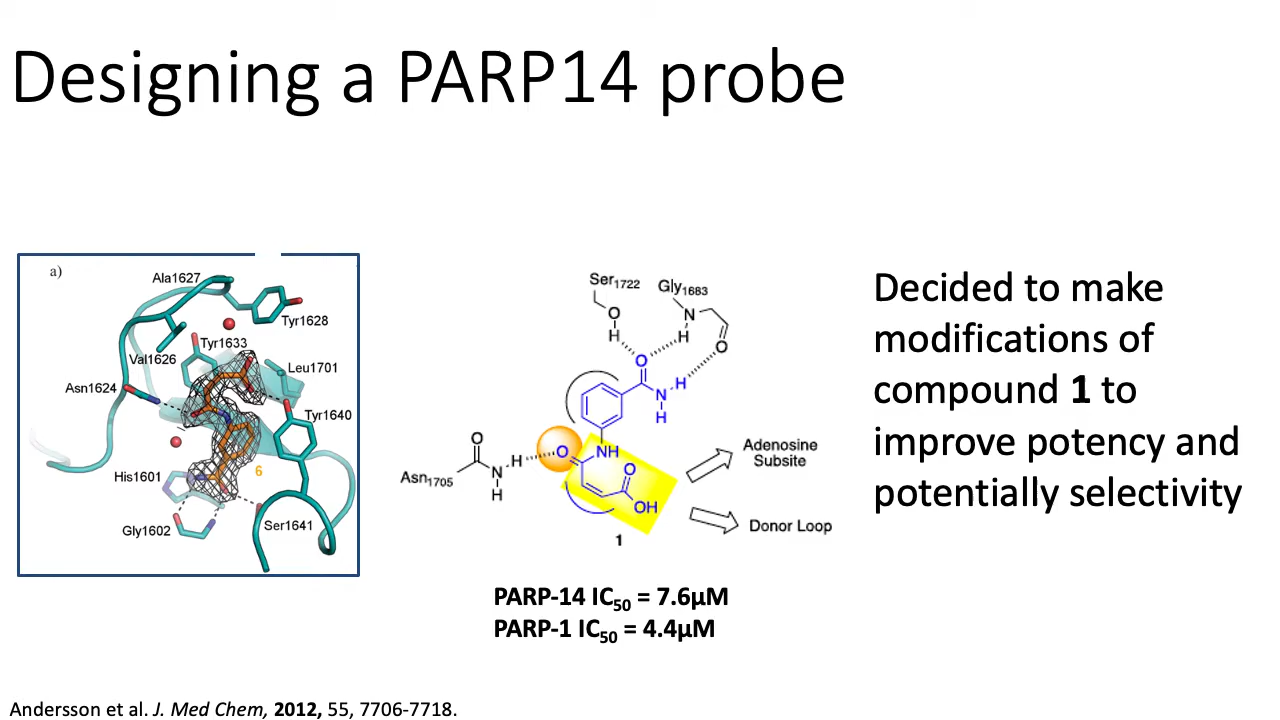 Designing a PARP14 probe
a)
Ala1627
Tyr1628
Tyr1633
Val1626
Leu1701
Asn1624
Tyr1640
6
His1601
Gly1602
Ser1641
Ser1722
Gly1683
O
N
H
H
O
O
H
N
H
O
N
H
H
Asn1705
O
NH
O
OH
1
Adenosine
Subsite
Donor Loop
PARP-14 IC50 = 7.6µM
PARP-1 IC50 = 4.4µM
Decided to make
modifications of
compound 1 to
improve potency and
potentially selectivity
Andersson et al. J. Med Chem, 2012, 55, 7706-7718.